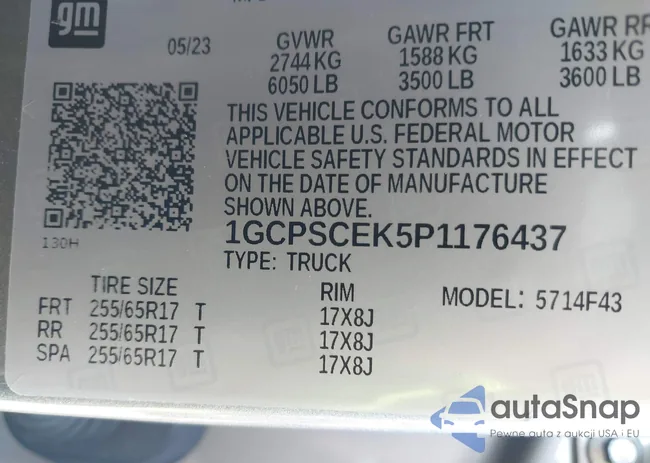 gm
05/23
GVWR
2744 KG
6050 LB
GAWR FRT
1588 KG
3500 LB
GAWR RR
1633 KG
3600 LB
THIS VEHICLE CONFORMS TO ALL
APPLICABLE U.S. FEDERAL MOTOR
VEHICLE SAFETY STANDARDS IN EFFECT
ON THE DATE OF MANUFACTURE
SHOWN ABOVE.
130H
1GCPSCEK5P1176437
TYPE: TRUCK
TIRE SIZE RIM MODEL: 5714F43
FRT 255/65R17 T 17X8J
RR 255/65R17 T 17X8J
SPA 255/65R17 T 17X8J
autaSnap
Pewne auta z aukcji USA i EU